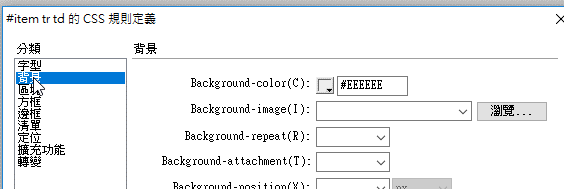 #item tr td 的 CSS 規則定義
分類
背景
字型
背景
區塊
方框
邊框
清單
定位
擴充功能
轉變
Background-color(C):
#EEEEEE
Background-image(I):
瀏覽...
Background-repeat(R):
Background-attachment(T):
Background-position(X):
px